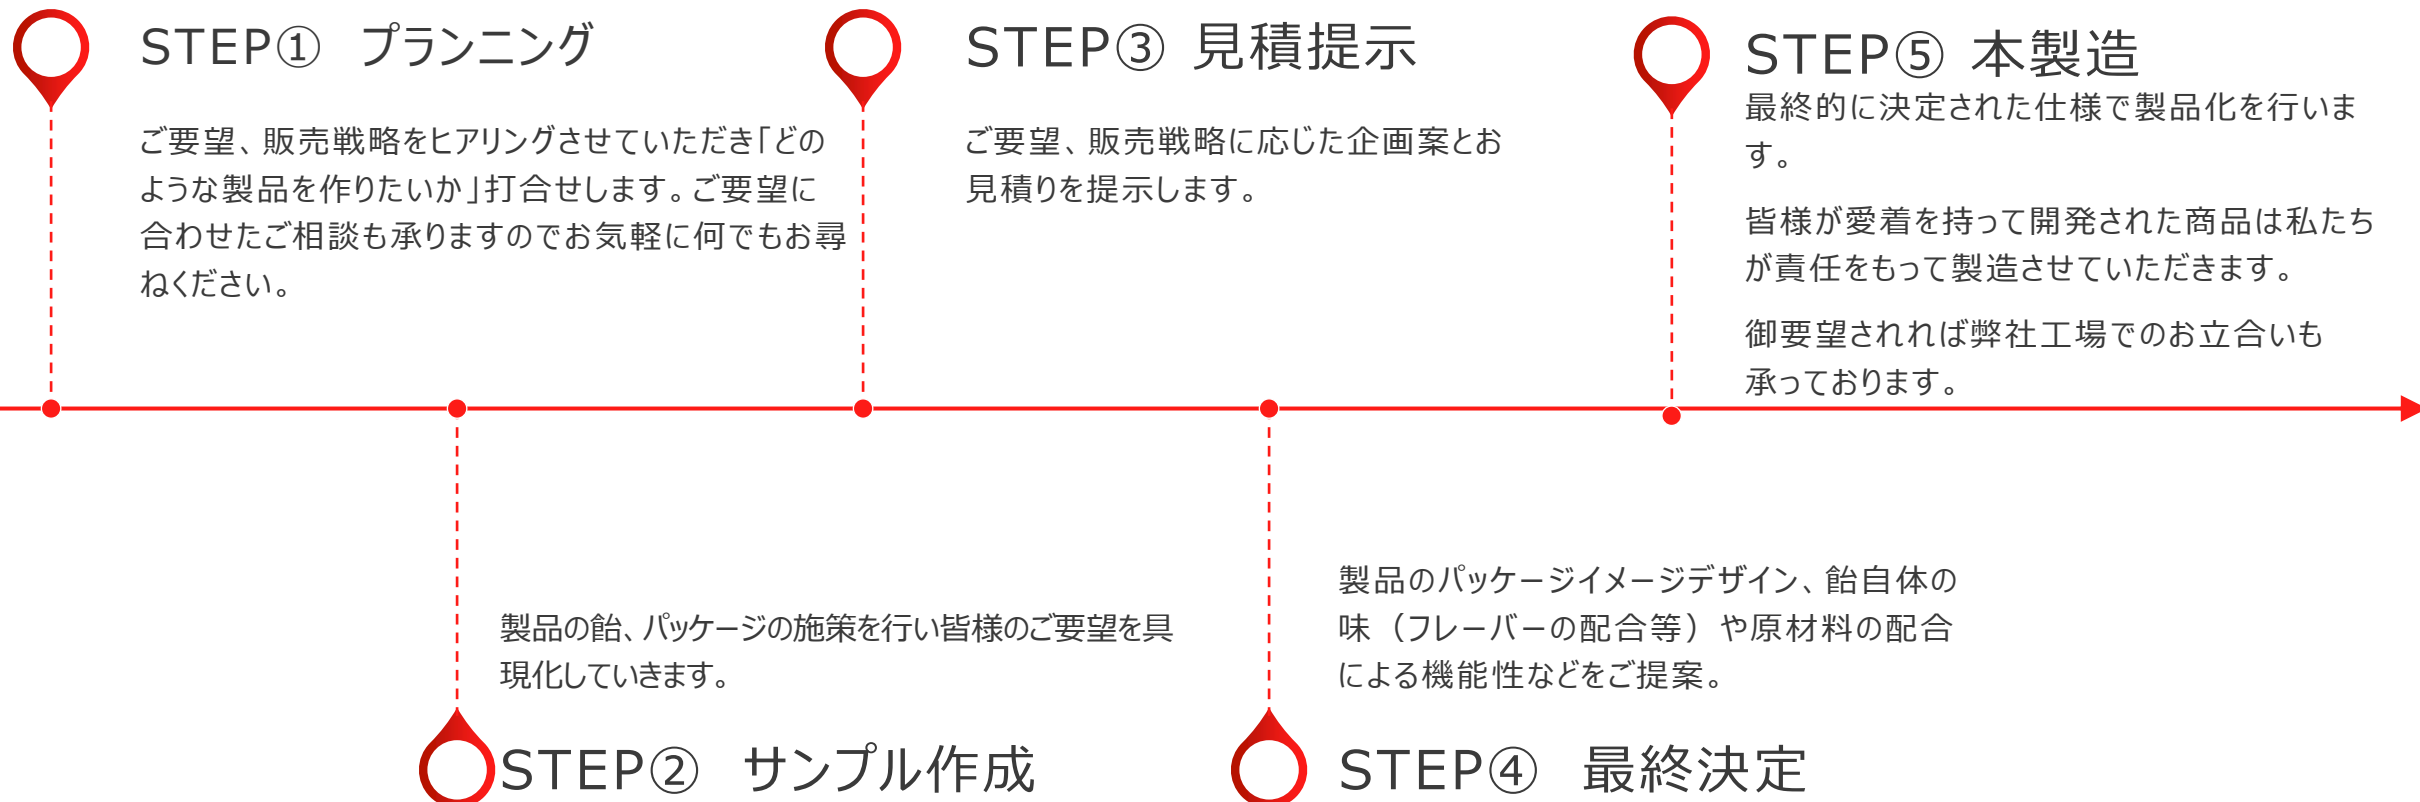 STEP① プランニング
ご要望、販売戦略をヒアリングさせていただき「どの
ような製品を作りたいか」打合せします。ご要望に
合わせたご相談も承りますのでお気軽に何でもお尋
ねください。
製品の飴、パッケージの施策を行い皆様のご要望を具
現化していきます。
STEP② サンプル作成
STEP③ 見積提示
ご要望、販売戦略に応じた企画案とお
見積りを提示します。
製品のパッケージイメージデザイン、飴自体の
味（フレーバーの配合等）や原材料の配合
による機能性などをご提案。
STEP④ 最終決定
STEP⑤ 本製造
最終的に決定された仕様で製品化を行いま
す。
皆様が愛着を持って開発された商品は私たち
が責任をもって製造させていただきます。
御要望されれば弊社工場でのお立合いも
承っております。